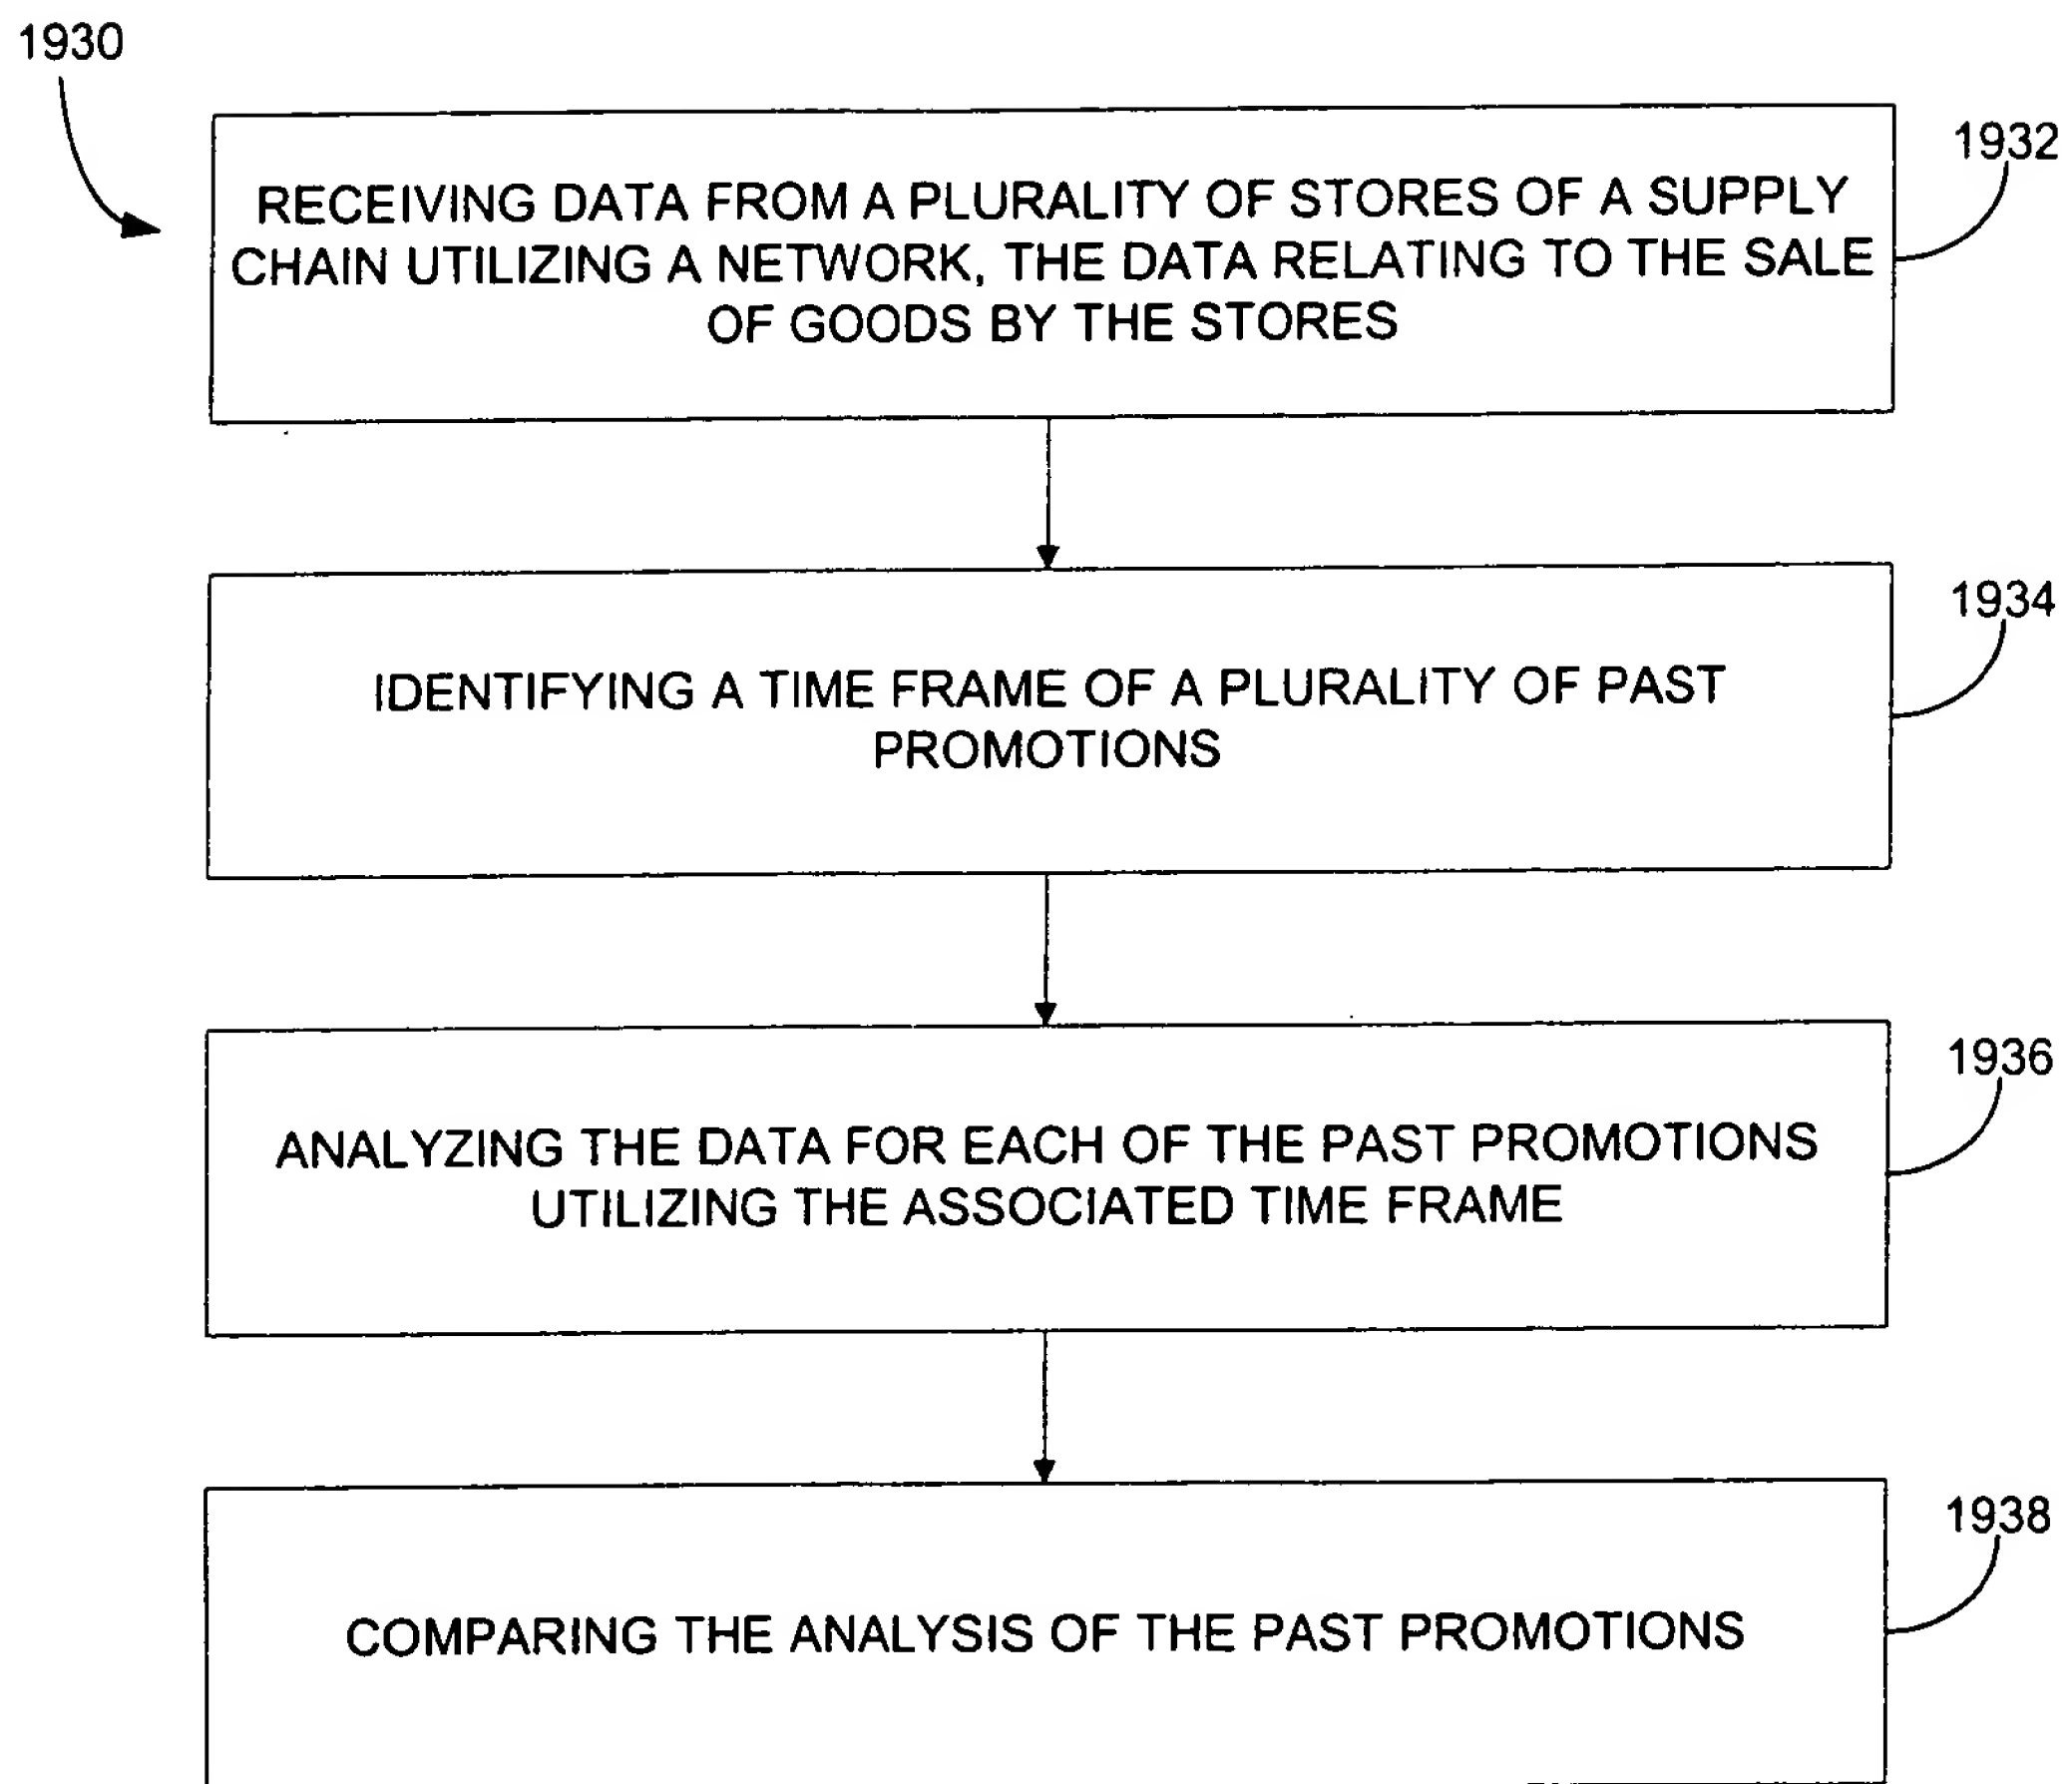 1930
1932
RECEIVING DATA FROM A PLURALITY OF STORES OF A SUPPLY
CHAIN UTILIZING A NETWORK, THE DATA RELATING TO THE SALE
OF GOODS BY THE STORES
1934
IDENTIFYING A TIME FRAME OF A PLURALITY OF PAST
PROMOTIONS
1936
ANALYZING THE DATA FOR EACH OF THE PAST PROMOTIONS
UTILIZING THE ASSOCIATED TIME FRAME
1938
COMPARING THE ANALYSIS OF THE PAST PROMOTIONS